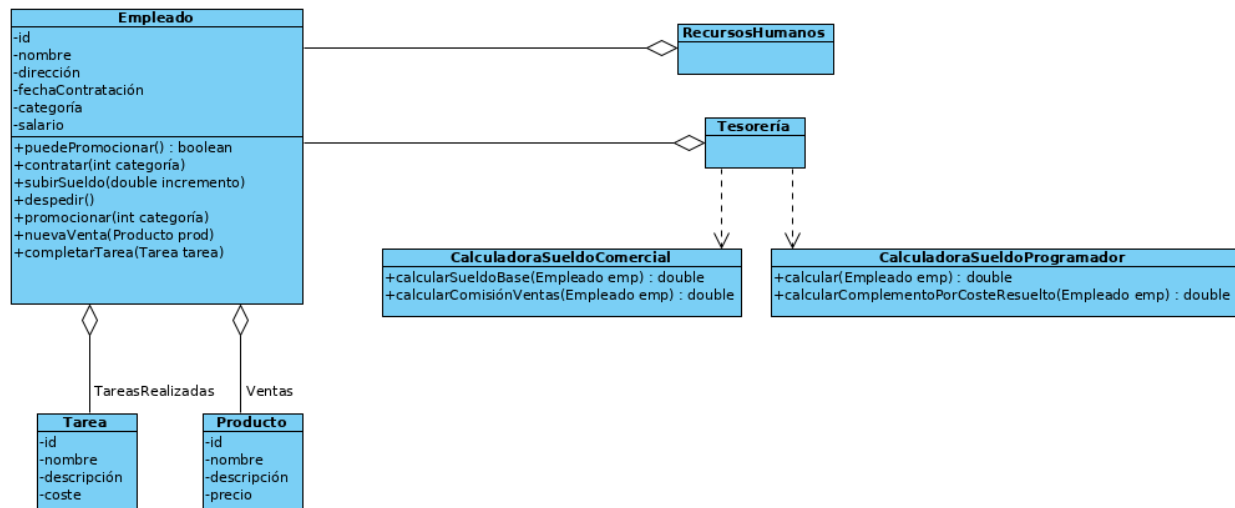 Empleado
-id
-nombre
-dirección
-fechaContratación
-categoría
-salario
+puedePromocionar() : boolean
+contratar(int categoría)
+subirSueldo(double incremento)
+despedir()
+promocionar(int categoría)
+nuevaVenta(Producto prod)
+completarTarea(Tarea tarea)
RecursosHumanos
Tesorería
CalculadoraSueldoComercial
+calcularSueldoBase(Empleado emp) : double
+calcularComisiónVentas(Empleado emp) : double
CalculadoraSueldoProgramador
+calcular(Empleado emp) : double
+calcularComplementoPorCosteResuelto(Empleado emp) : double
TareasRealizadas
Ventas
Tarea
-id
-nombre
-descripción
-coste
Producto
-id
-nombre
-descripción
-precio